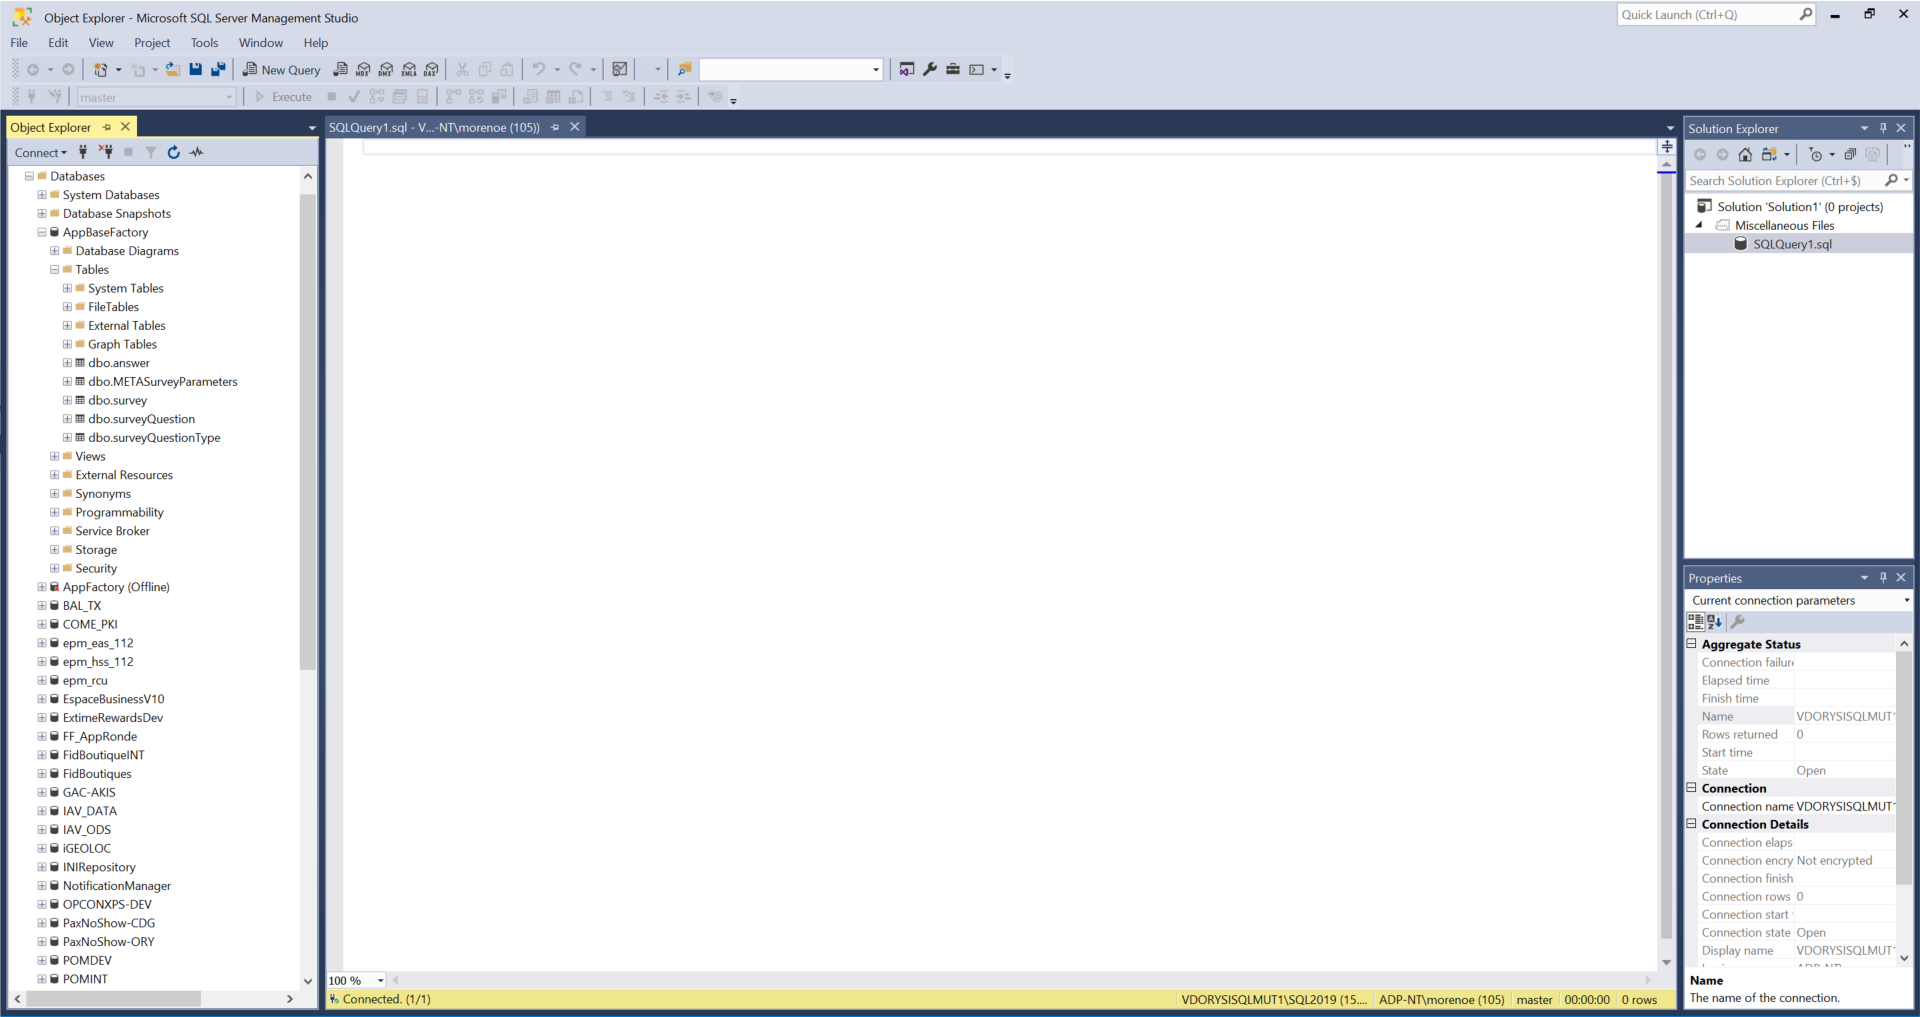 Object Explorer - Microsoft SQL Server Management Studio
Quick Launch (Ctrl+Q)
File Edit View Project Tools Window Help
New Query MDX DMX XMLA DAX
master Execute
Object Explorer
Connect
Databases
System Databases
Database Snapshots
AppBaseFactory
Database Diagrams
Tables
System Tables
FileTables
External Tables
Graph Tables
dbo.answer
dbo.METASurveyParameters
dbo.survey
dbo.surveyQuestion
dbo.surveyQuestionType
Views
External Resources
Synonyms
Programmability
Service Broker
Storage
Security
AppFactory (Offline)
BAL_TX
COME_PKI
epm_eas_112
epm_hss_112
epm_rcu
EspaceBusinessV10
ExtimeRewardsDev
FF_AppRonde
FidBoutiqueINT
FidBoutiques
GAC-AKIS
IAV_DATA
IAV_ODS
iGEOLOC
INIRepository
NotificationManager
OPCONXPS-DEV
PaxNoShow-CDG
PaxNoShow-ORY
POMDEV
POMINT
SQLQuery1.sql - V...-NT\morenoe (105))
100 %
Connected. (1/1)
VDORYSISQLMUT1\SQL2019 (15.... ADP-NT\morenoe (105) master 00:00:00 0 rows
Solution Explorer
Search Solution Explorer (Ctrl+$)
Solution 'Solution1' (0 projects)
Miscellaneous Files
SQLQuery1.sql
Properties
Current connection parameters
Aggregate Status
Connection failure
Elapsed time
Finish time
Name VDORYSISQLMUT1
Rows returned 0
Start time
State Open
Connection
Connection name VDORYSISQLMUT1
Connection Details
Connection elaps
Connection encry Not encrypted
Connection finish
Connection rows 0
Connection start
Connection state Open
Display name VDORYSISQLMUT1
Name
The name of the connection.